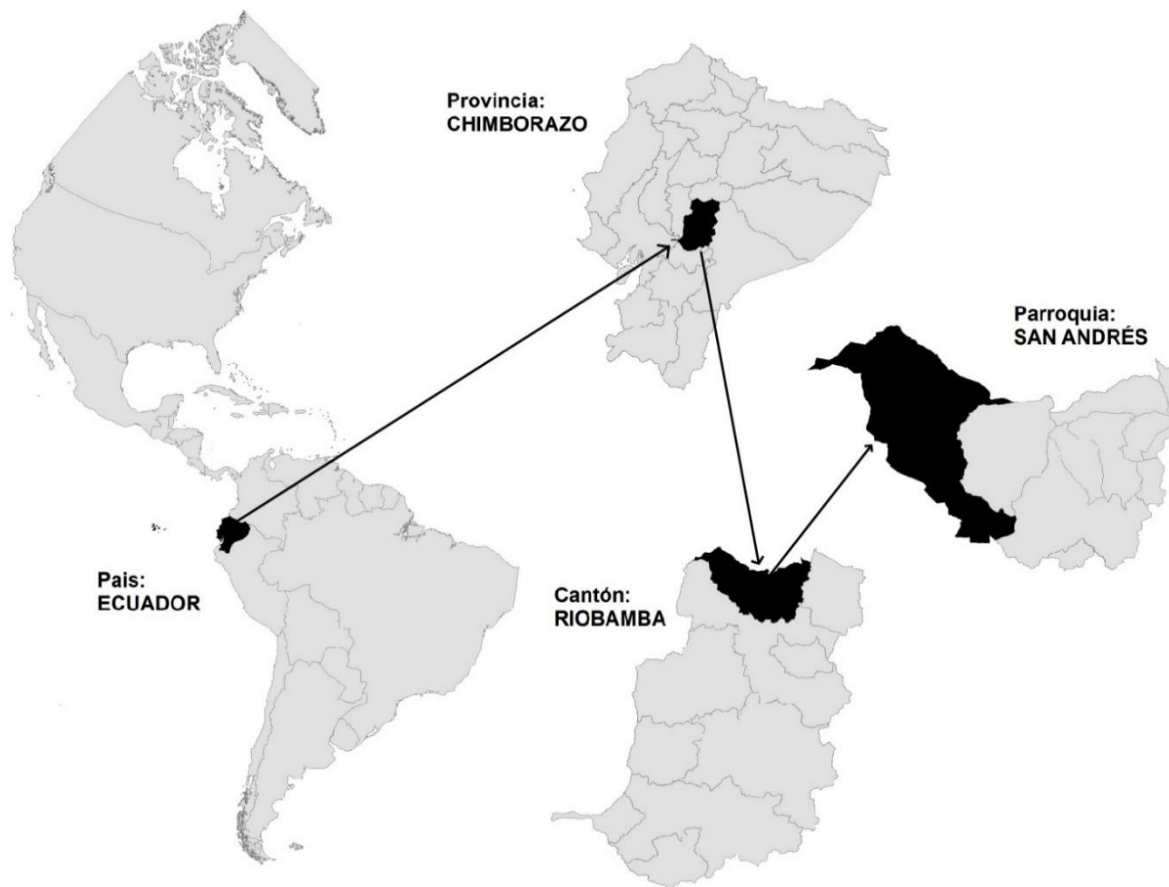 Provincia:
CHIMBORAZO
Parroquia:
SAN ANDRÉS
Pais:
ECUADOR
Cantón:
RIOBAMBA